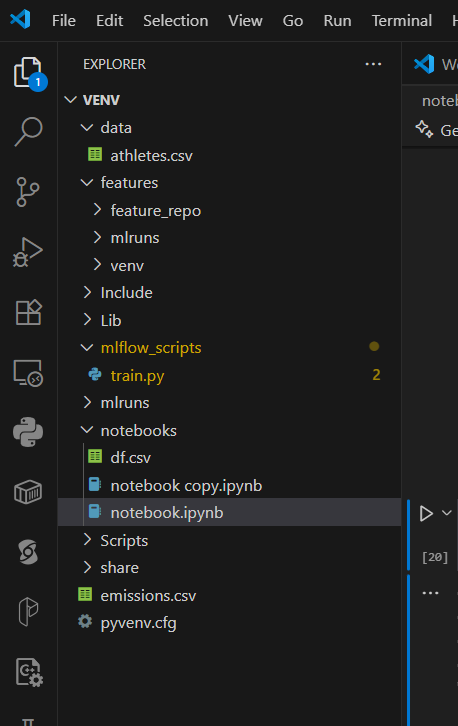 File Edit Selection View Go Run Terminal
EXPLORER
1
VENV
data
athletes.csv
features
feature_repo
mlruns
venv
Include
Lib
mlflow_scripts
train.py 2
mlruns
notebooks
df.csv
notebook copy.ipynb
notebook.ipynb
Scripts
share
emissions.csv
pyvenv.cfg
noteb
Ge
[20]